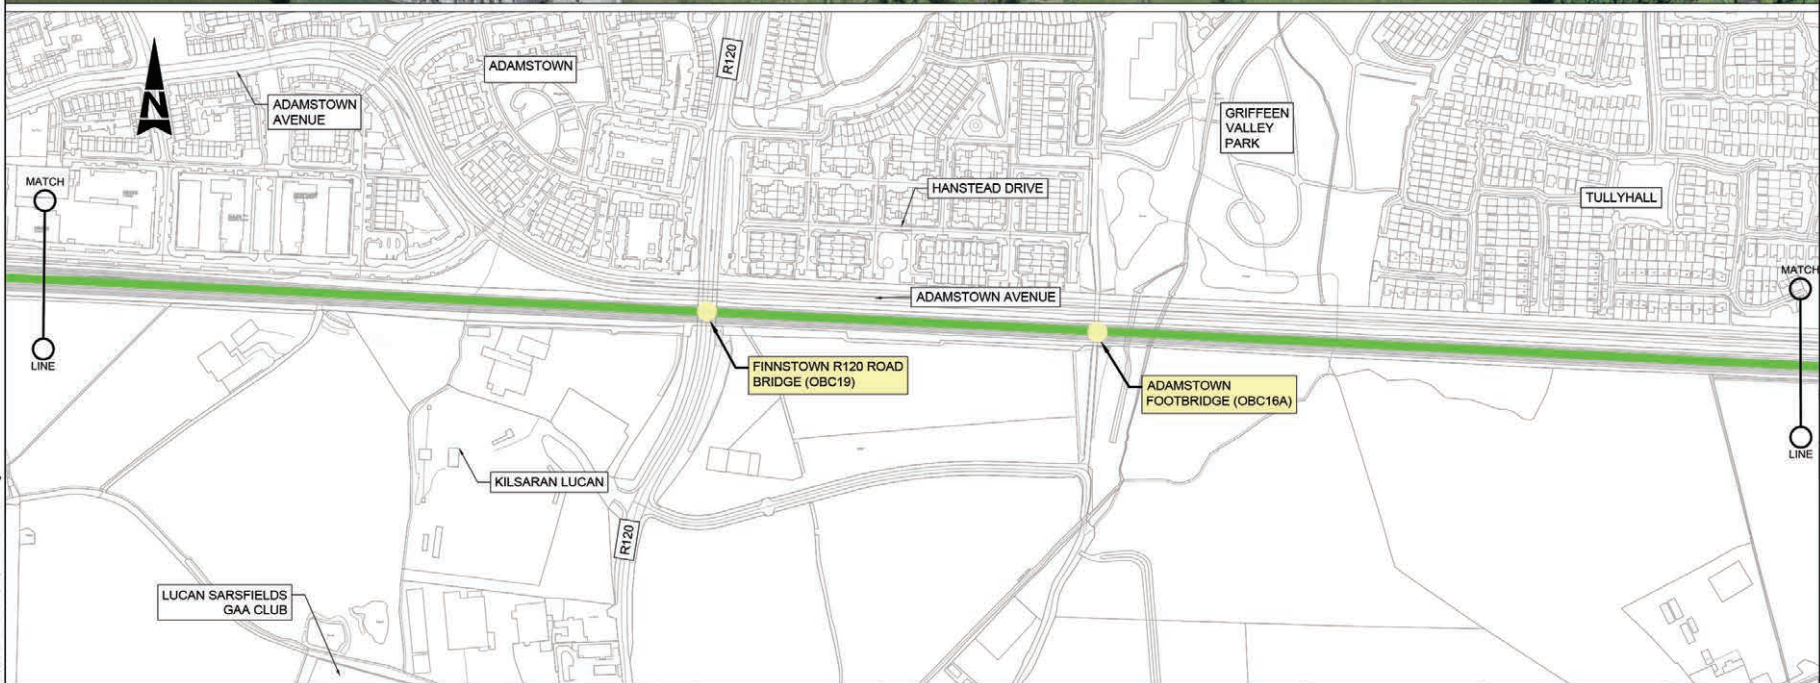 R120
ADAMSTOWN
ADAMSTOWN
AVENUE
N
GRIFFEEN
VALLEY
PARK
MATCH
HANSTEAD DRIVE
TULLYHALL
MATCH
ADAMSTOWN AVENUE
LINE
FINNSTOWN R120 ROAD
BRIDGE (OBC19)
ADAMSTOWN
FOOTBRIDGE (OBC16A)
LINE
KILSARAN LUCAN
R120
LUCAN SARSFIELDS
GAA CLUB